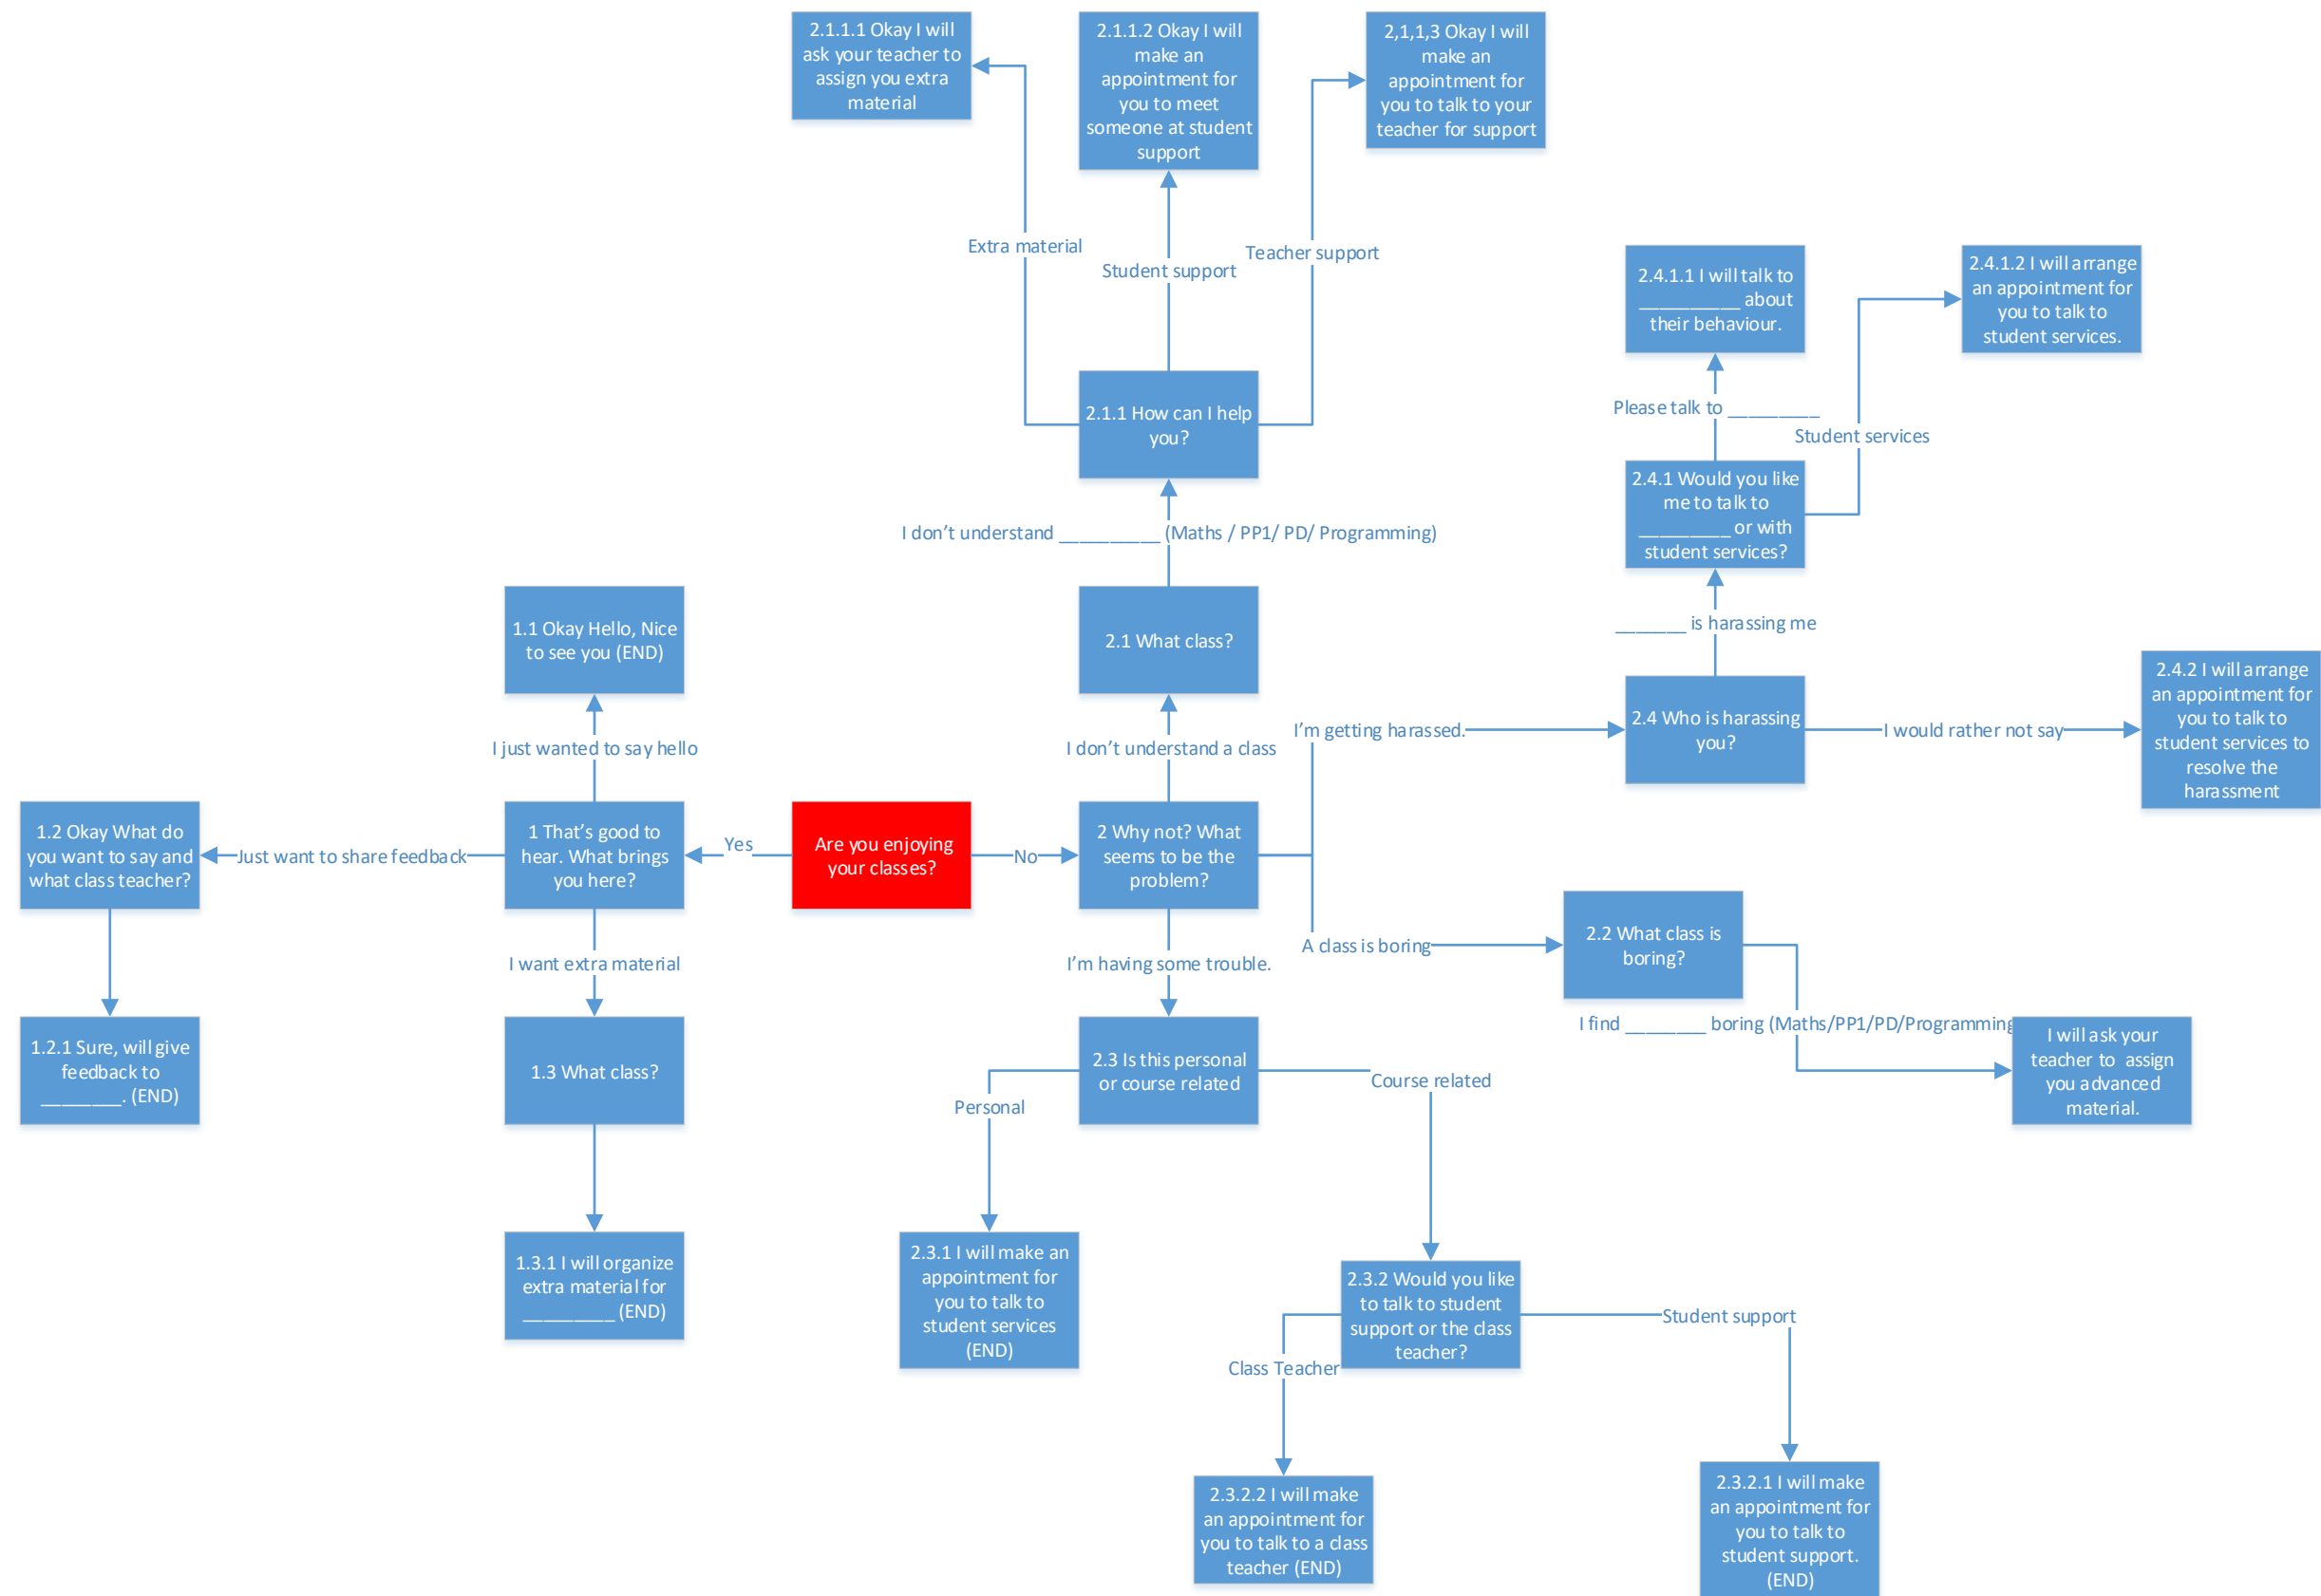 2.1.1.1 Okay I will
ask your teacher to
assign you extra
material
2.1.1.2 Okay I will
make an
appointment for
you to meet
someone at student
support
2,1,1,3 Okay I will
make an
appointment for
you to talk to your
teacher for support
Extra material
Student support
Teacher support
2.4.1.1 I will talk to
__________ about
their behaviour.
2.4.1.2 I will arrange
an appointment for
you to talk to
student services.
2.1.1 How can I help
you?
Please talk to _________
Student services
2.4.1 Would you like
me to talk to
_________ or with
student services?
I don’t understand __________ (Maths / PP1/ PD/ Programming)
1.1 Okay Hello, Nice
to see you (END)
2.1 What class?
_______ is harassing me
I just wanted to say hello
I don’t understand a class
I’m getting harassed.
2.4 Who is harassing
you?
I would rather not say
2.4.2 I will arrange
an appointment for
you to talk to
student services to
resolve the
harassment
1.2 Okay What do
you want to say and
what class teacher?
Just want to share feedback
1 That’s good to
hear. What brings
you here?
Yes
Are you enjoying
your classes?
No
2 Why not? What
seems to be the
problem?
I want extra material
I’m having some trouble.
A class is boring
2.2 What class is
boring?
I find ________ boring (Maths/PP1/PD/Programming
1.2.1 Sure, will give
feedback to
________. (END)
1.3 What class?
2.3 Is this personal
or course related
Personal
Course related
I will ask your
teacher to assign
you advanced
material.
1.3.1 I will organize
extra material for
_________ (END)
2.3.1 I will make an
appointment for
you to talk to
student services
(END)
2.3.2 Would you like
to talk to student
support or the class
teacher?
Class Teacher
Student support
2.3.2.2 I will make
an appointment for
you to talk to a class
teacher (END)
2.3.2.1 I will make
an appointment for
you to talk to
student support.
(END)